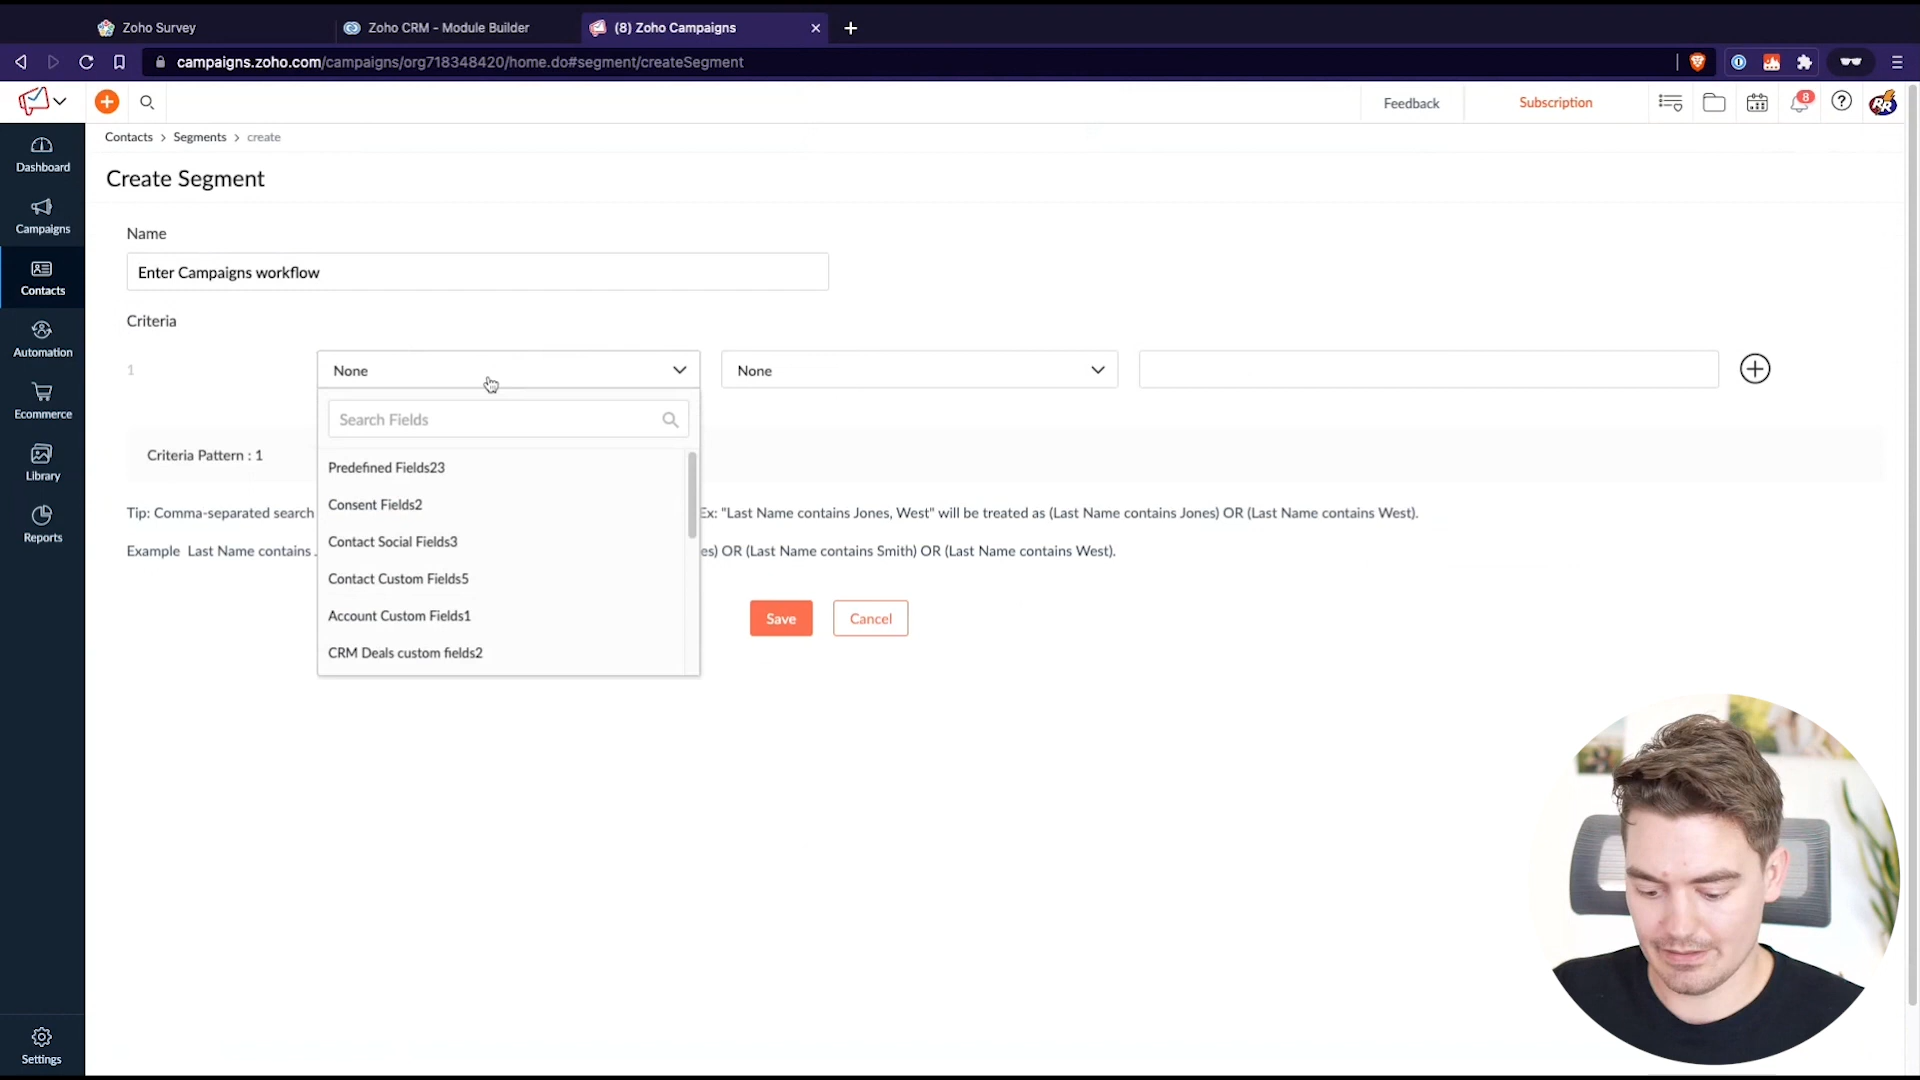 Zoho Survey
Zoho CRM - Module Builder
(8) Zoho Campaigns
campaigns.zoho.com/campaigns/org718348420/home.do#segment/createSegment
Feedback
Subscription
8
RR
Contacts > Segments > create
Dashboard
Create Segment
Campaigns
Name
Enter Campaigns workflow
Contacts
Criteria
Automation
1
None
None
Search Fields
Ecommerce
Criteria Pattern : 1
Predefined Fields23
Library
Consent Fields2
Tip: Comma-separated search
Ex: "Last Name contains Jones, West" will be treated as (Last Name contains Jones) OR (Last Name contains West).
Reports
Contact Social Fields3
Example Last Name contains .
es) OR (Last Name contains Smith) OR (Last Name contains West).
Contact Custom Fields5
Account Custom Fields1
Save
Cancel
CRM Deals custom fields2
Settings